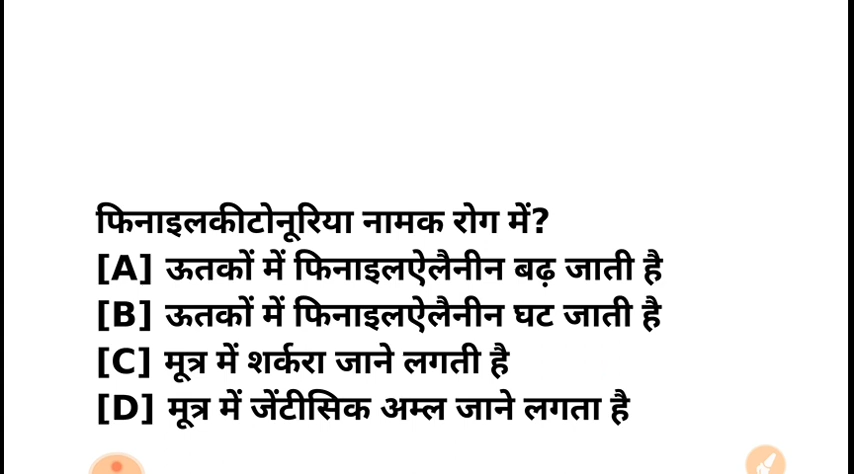 फिनाइलकीटोनूरिया नामक रोग में?
[A] ऊतकों में फिनाइलऐलैनीन बढ़ जाती है
[B] ऊतकों में फिनाइलऐलैनीन घट जाती है
[C] मूत्र में शर्करा जाने लगती है
[D] मूत्र में जेंटीसिक अम्ल जाने लगता है